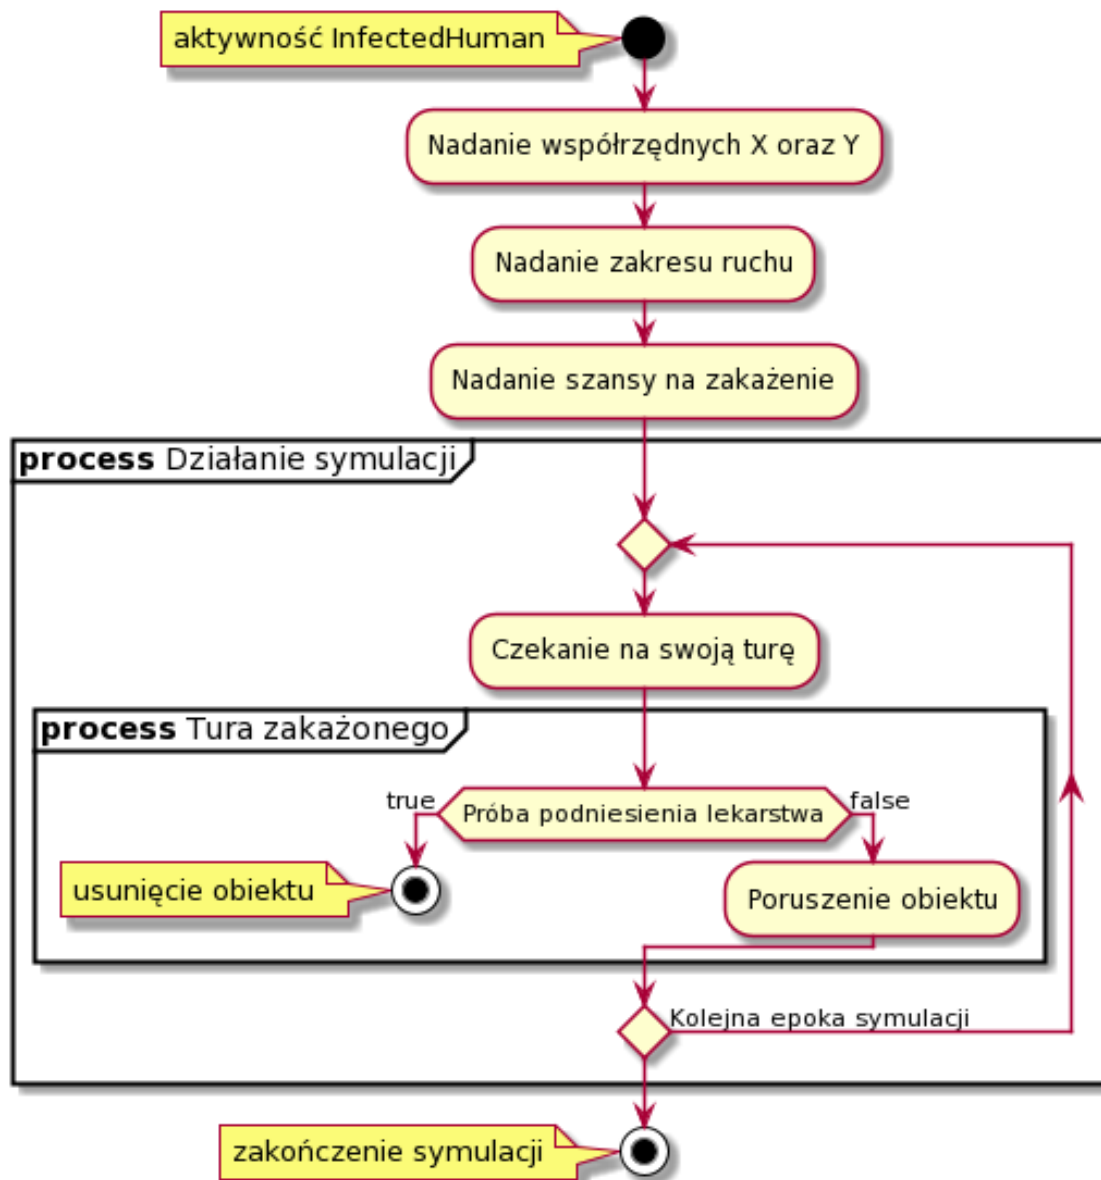 aktywność InfectedHuman
Nadanie współrzędnych X oraz Y
Nadanie zakresu ruchu
Nadanie szansy na zakażenie
process Działanie symulacji
Czekanie na swoją turę
process Tura zakażonego
true
Próba podniesienia lekarstwa
false
usunięcie obiektu
Poruszenie obiektu
Kolejna epoka symulacji
zakończenie symulacji